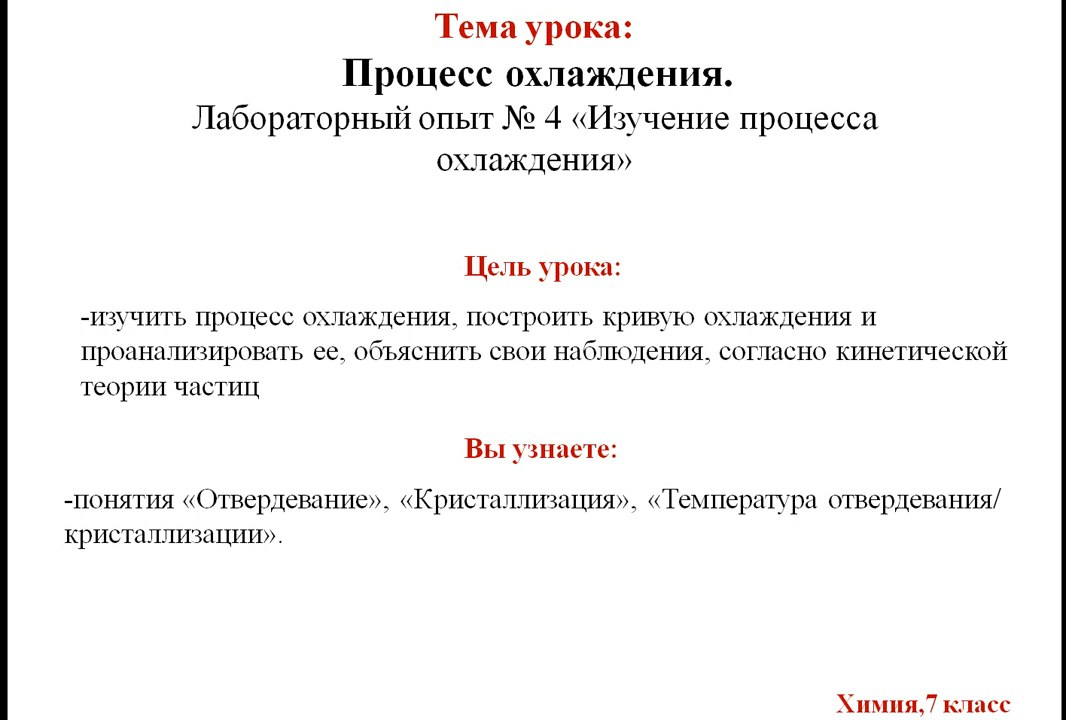 Тема урока:
Процесс охлаждения.
Лабораторный опыт № 4 «Изучение процесса
охлаждения»
Цель урока:
-изучить процесс охлаждения, построить кривую охлаждения и
проанализировать ее, объяснить свои наблюдения, согласно кинетической
теории частиц
Вы узнаете:
-понятия «Отвердевание», «Кристаллизация», «Температура отвердевания/
кристаллизации».
Химия,7 класс